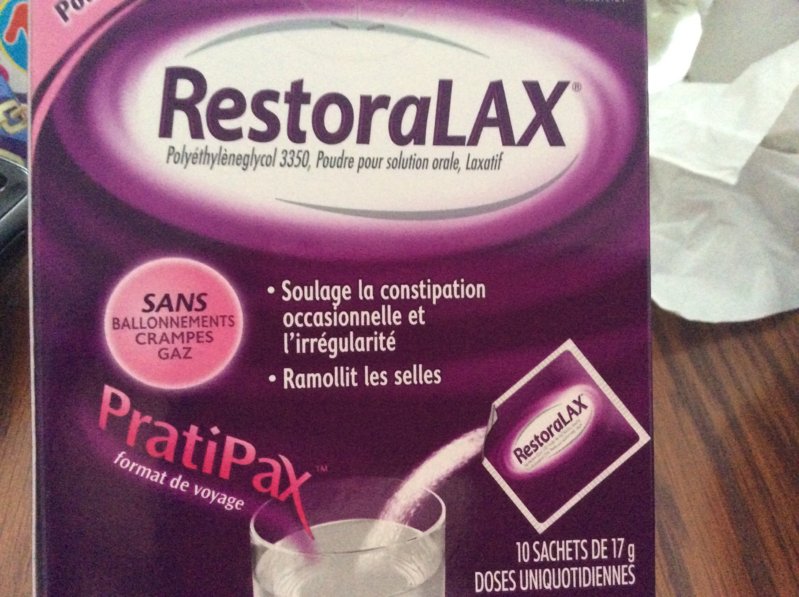 RestoraLAX®
Polyéthylèneglycol 3350, Poudre pour solution orale, Laxatif
SANS
BALLONNEMENTS
CRAMPES
GAZ
• Soulage la constipation
occasionnelle et
l'irrégularité
• Ramollit les selles
PratiPax™
format de voyage
RestoraLAX
10 SACHETS DE 17 g
DOSES UNIQUOTIDIENNES